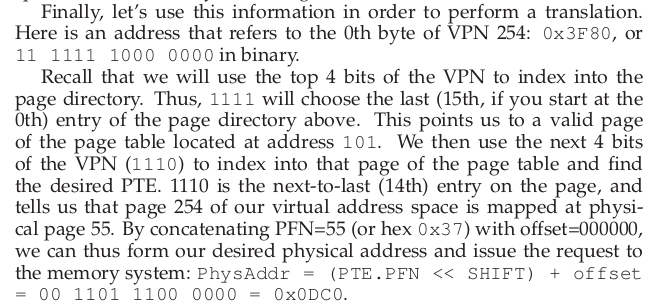 Finally, let's use this information in order to perform a translation.
Here is an address that refers to the 0th byte of VPN 254: 0x3F80, or
11 1111 1000 0000 in binary.
Recall that we will use the top 4 bits of the VPN to index into the
page directory. Thus, 1111 will choose the last (15th, if you start at the
0th) entry of the page directory above. This points us to a valid page
of the page table located at address 101. We then use the next 4 bits
of the VPN (1110) to index into that page of the page table and find
the desired PTE. 1110 is the next-to-last (14th) entry on the page, and
tells us that page 254 of our virtual address space is mapped at physi-
cal page 55. By concatenating PFN=55 (or hex 0x37) with offset=000000,
we can thus form our desired physical address and issue the request to
the memory system: PhysAddr = (PTE.PFN << SHIFT) + offset
= 00 1101 1100 0000 = 0x0DC0.